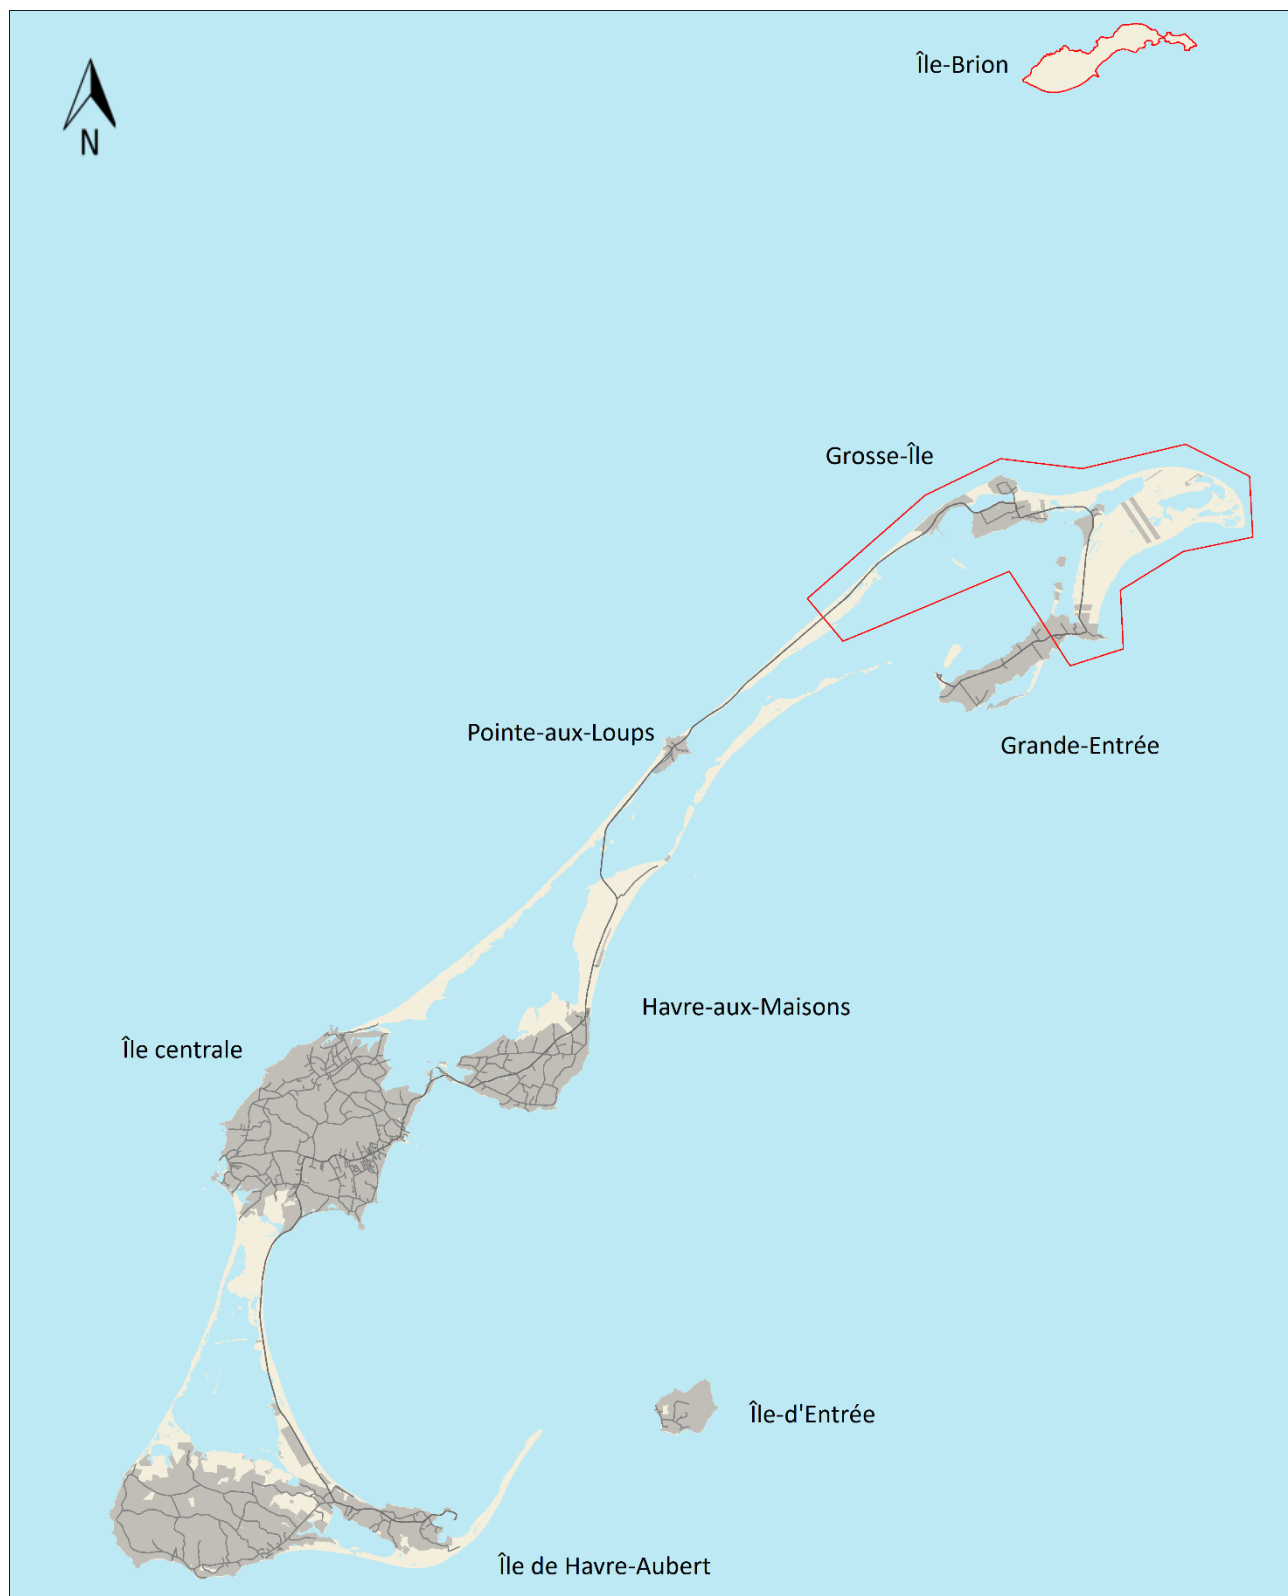 Île-Brion
N
Grosse-Île
Pointe-aux-Loups
Grande-Entrée
Havre-aux-Maisons
Île centrale
Île-d'Entrée
Île de Havre-Aubert